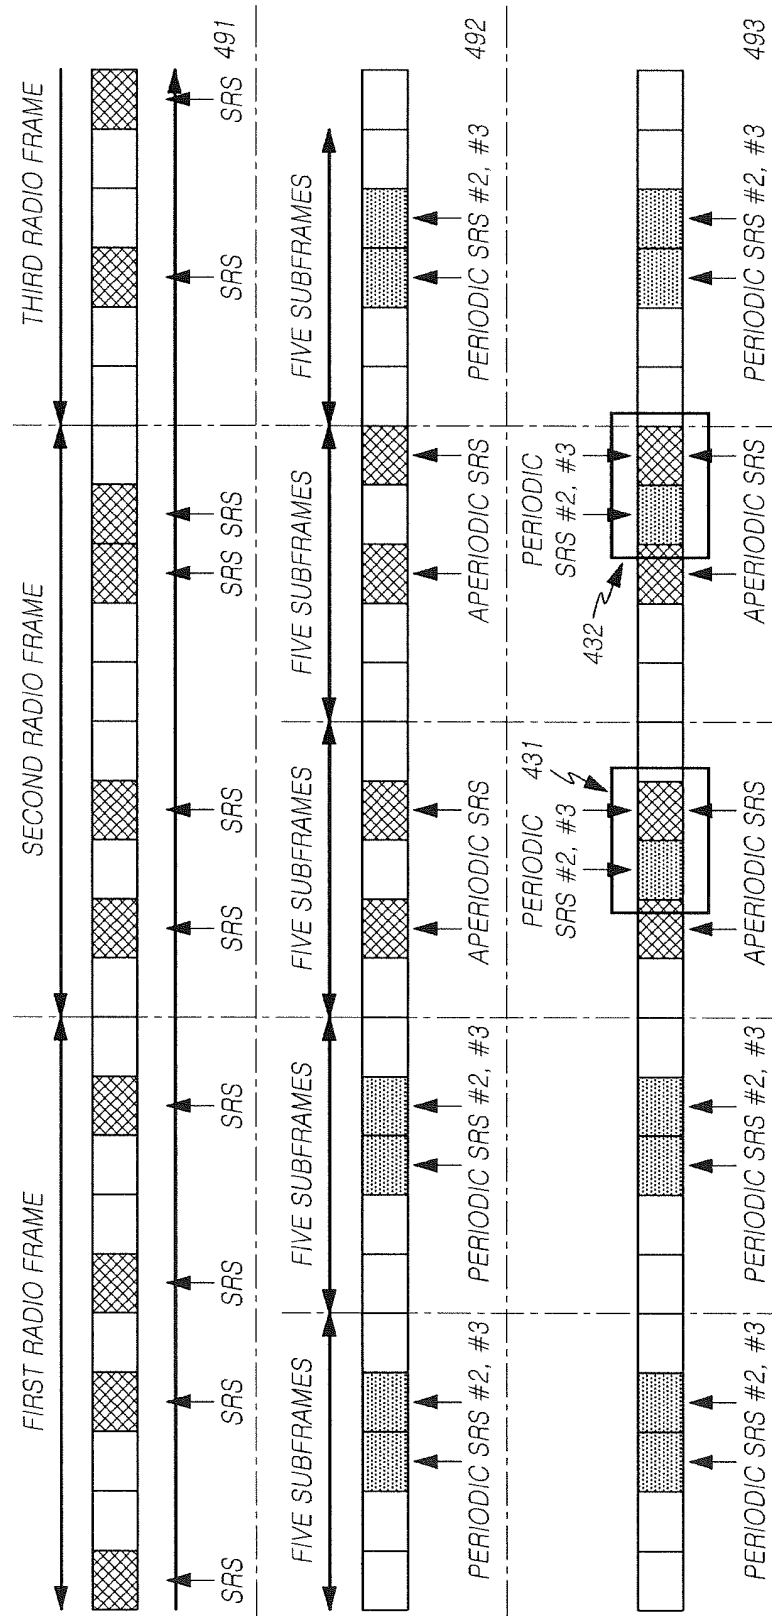 FIRST RADIO FRAME
SECOND RADIO FRAME
THIRD RADIO FRAME
SRS
SRS
SRS
SRS
SRS
SRS
SRS
SRS
SRS
SRS
491
FIVE SUBFRAMES
FIVE SUBFRAMES
FIVE SUBFRAMES
FIVE SUBFRAMES
FIVE SUBFRAMES
PERIODIC SRS #2, #3
PERIODIC SRS #2, #3
APERIODIC SRS
APERIODIC SRS
PERIODIC SRS #2, #3
492
PERIODIC
SRS #2, #3
431
432
PERIODIC
SRS #2, #3
PERIODIC SRS #2, #3
PERIODIC SRS #2, #3
APERIODIC SRS
APERIODIC SRS
PERIODIC SRS #2, #3
493